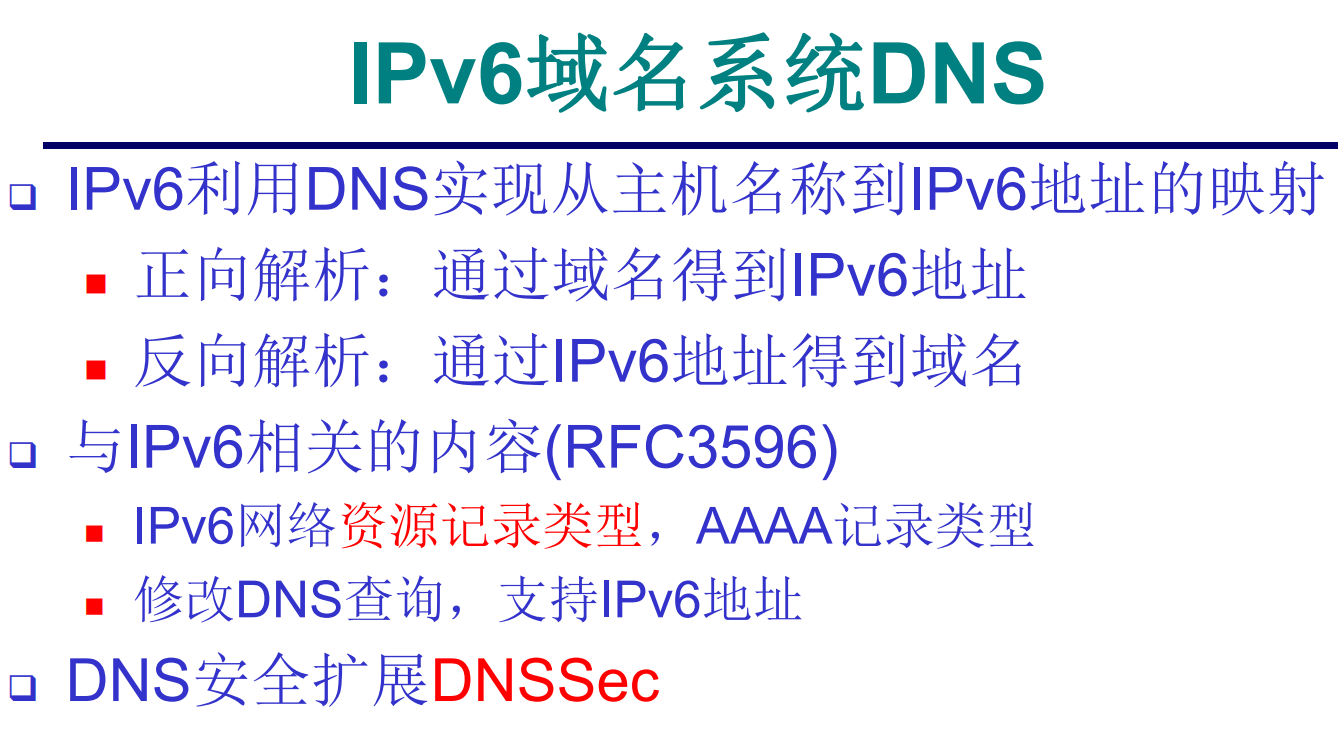 IPv6域名系统DNS
IPv6利用DNS实现从主机名称到IPv6地址的映射
正向解析：通过域名得到IPv6地址
反向解析：通过IPv6地址得到域名
与IPv6相关的内容(RFC3596)
IPv6网络资源记录类型，AAAA记录类型
修改DNS查询，支持IPv6地址
DNS安全扩展DNSSec